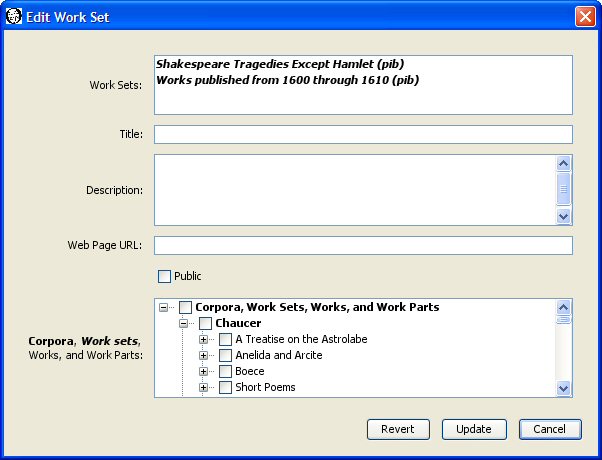 Edit Work Set
Work Sets:
Shakespeare Tragedies Except Hamlet (pib)
Works published from 1600 through 1610 (pib)
Title:
Description:
Web Page URL:
Public
Corpora, Work sets,
Works, and Work Parts:
Corpora, Work Sets, Works, and Work Parts
Chaucer
A Treatise on the Astrolabe
Anelida and Arcite
Boece
Short Poems
Revert
Update
Cancel